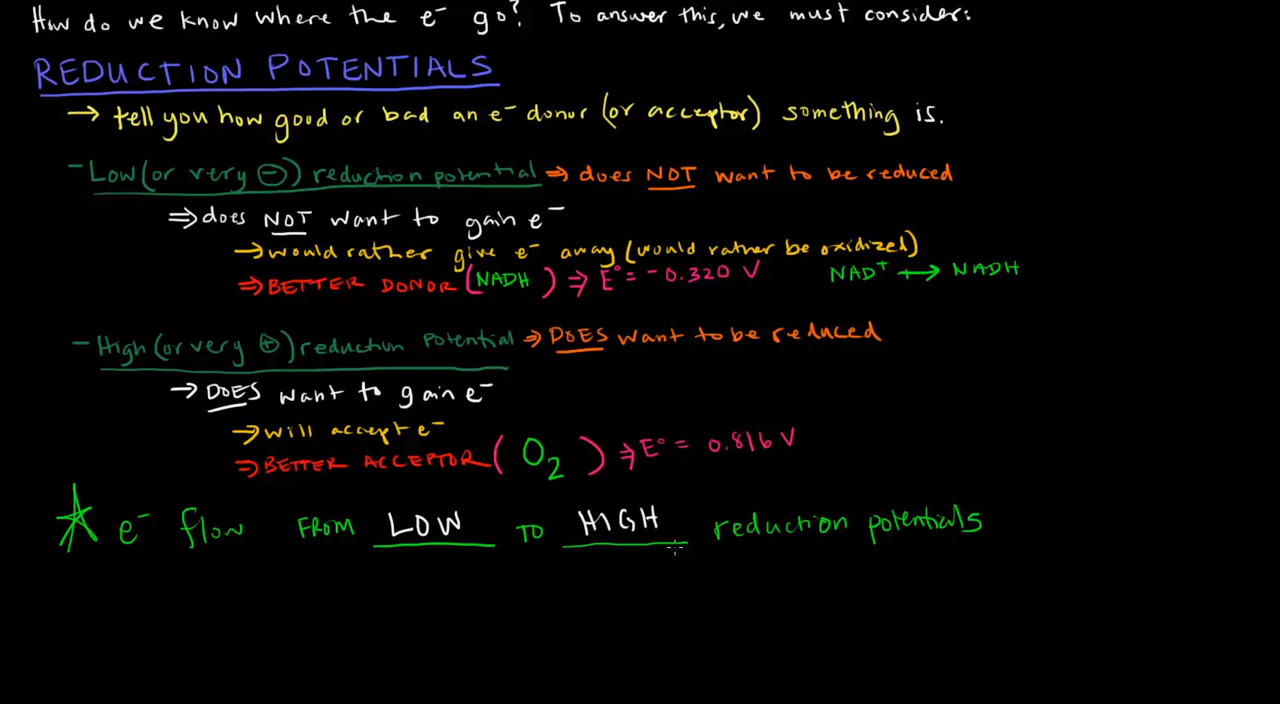 How do we know where the e⁻ go? To answer this, we must consider:
REDUCTION POTENTIALS
→ tell you how good or bad an e⁻ donor (or acceptor) something is.
- Low (or very ⊖) reduction potential ⇒ does NOT want to be reduced
⇒ does NOT want to gain e⁻
→ would rather give e⁻ away (would rather be oxidized)
⇒ BETTER DONOR (NADH) ⇒ E° = -0.320 V NAD⁺ ⟷ NADH
- High (or very ⊕) reduction potential ⇒ DOES want to be reduced
→ DOES want to gain e⁻
→ will accept e⁻
⇒ BETTER ACCEPTOR (O₂) ⇒ E° = 0.816 V
☆ e⁻ flow FROM LOW TO HIGH reduction potentials